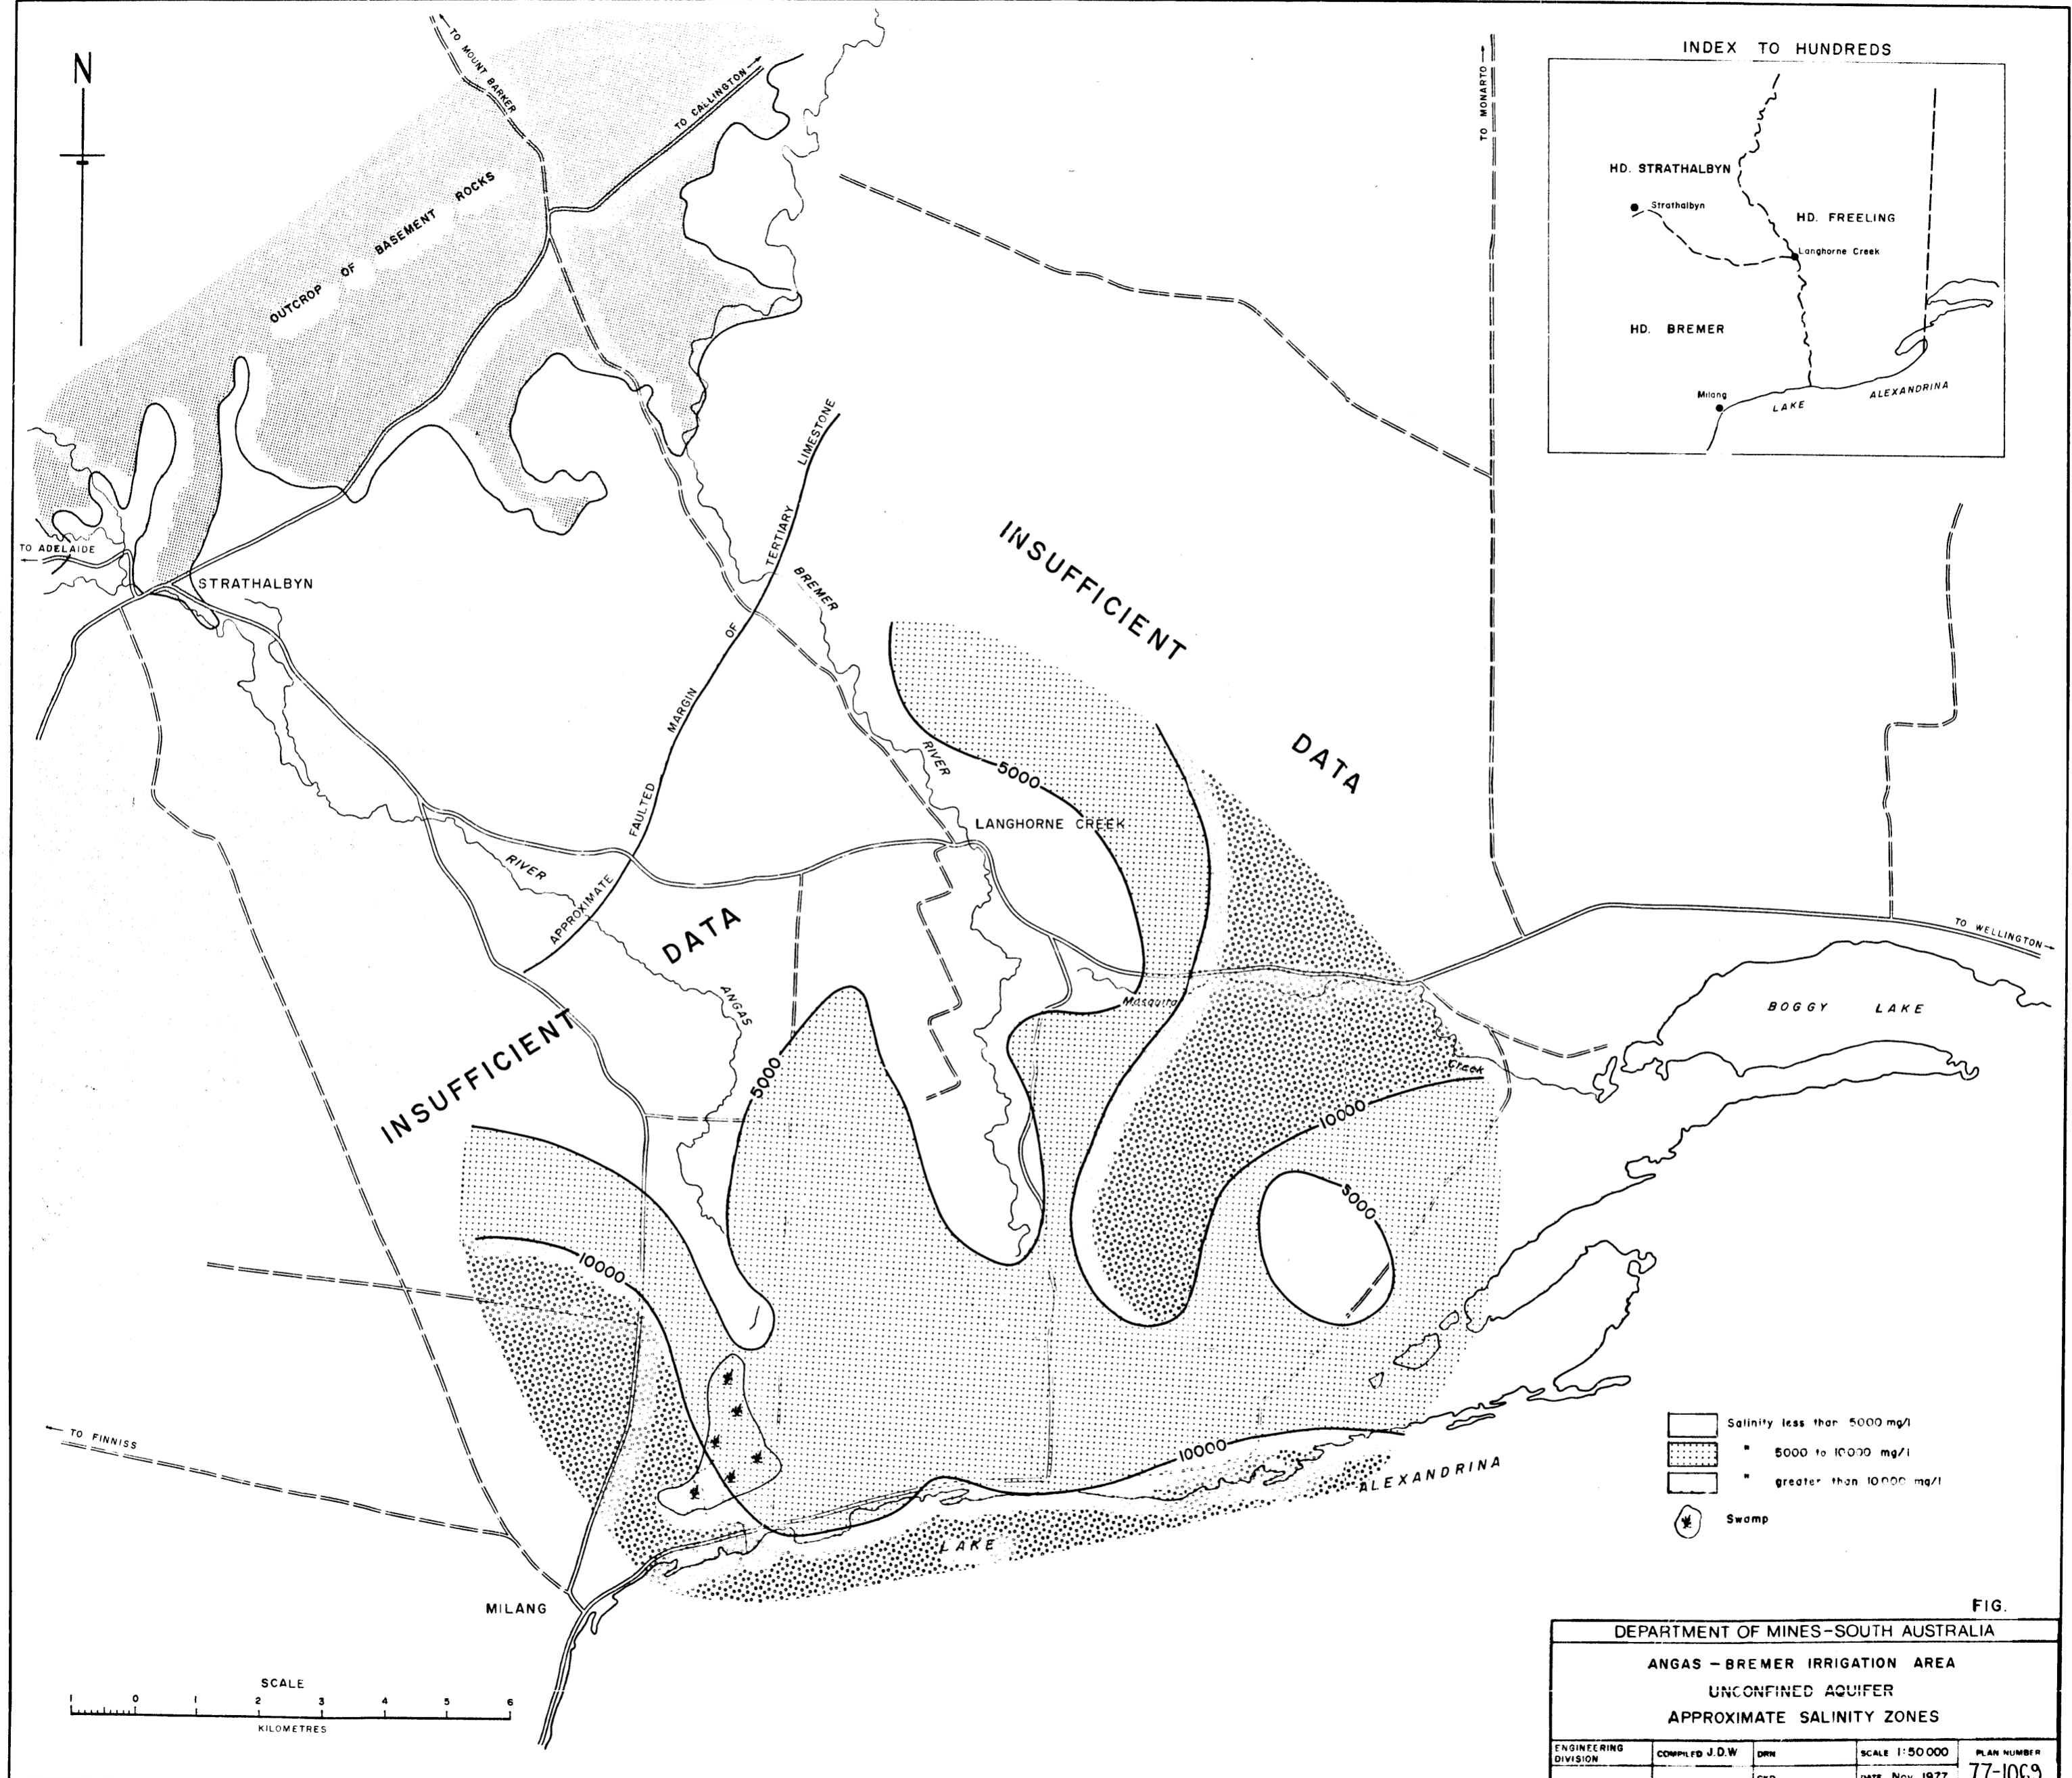 N
TO MOUNT BARKER
TO CALLINGTON
TO MONARTO
OUTCROP OF BASEMENT ROCKS
INDEX TO HUNDREDS
HD. STRATHALBYN
Strathalbyn
HD. FREELING
Langhorne Creek
HD. BREMER
Milang
LAKE ALEXANDRINA
TO ADELAIDE
STRATHALBYN
APPROXIMATE FAULTED MARGIN OF TERTIARY LIMESTONE
BREMER
RIVER
INSUFFICIENT
DATA
5000
LANGHORNE CREEK
RIVER
ANGAS
DATA
INSUFFICIENT
TO WELLINGTON
BOGGY LAKE
Mosquito
Creek
5000
10000
5000
10000
TO FINNISS
10000
LAKE
ALEXANDRINA
MILANG
Salinity less than 5000 mg/l
" 5000 to 10000 mg/l
" greater than 10000 mg/l
Swamp
SCALE
1 0 1 2 3 4 5 6
KILOMETRES
FIG.
DEPARTMENT OF MINES-SOUTH AUSTRALIA
ANGAS - BREMER IRRIGATION AREA
UNCONFINED AQUIFER
APPROXIMATE SALINITY ZONES
ENGINEERING DIVISION
COMPILED J.D.W
DRN
SCALE 1:50000
PLAN NUMBER
DATE Nov. 1977